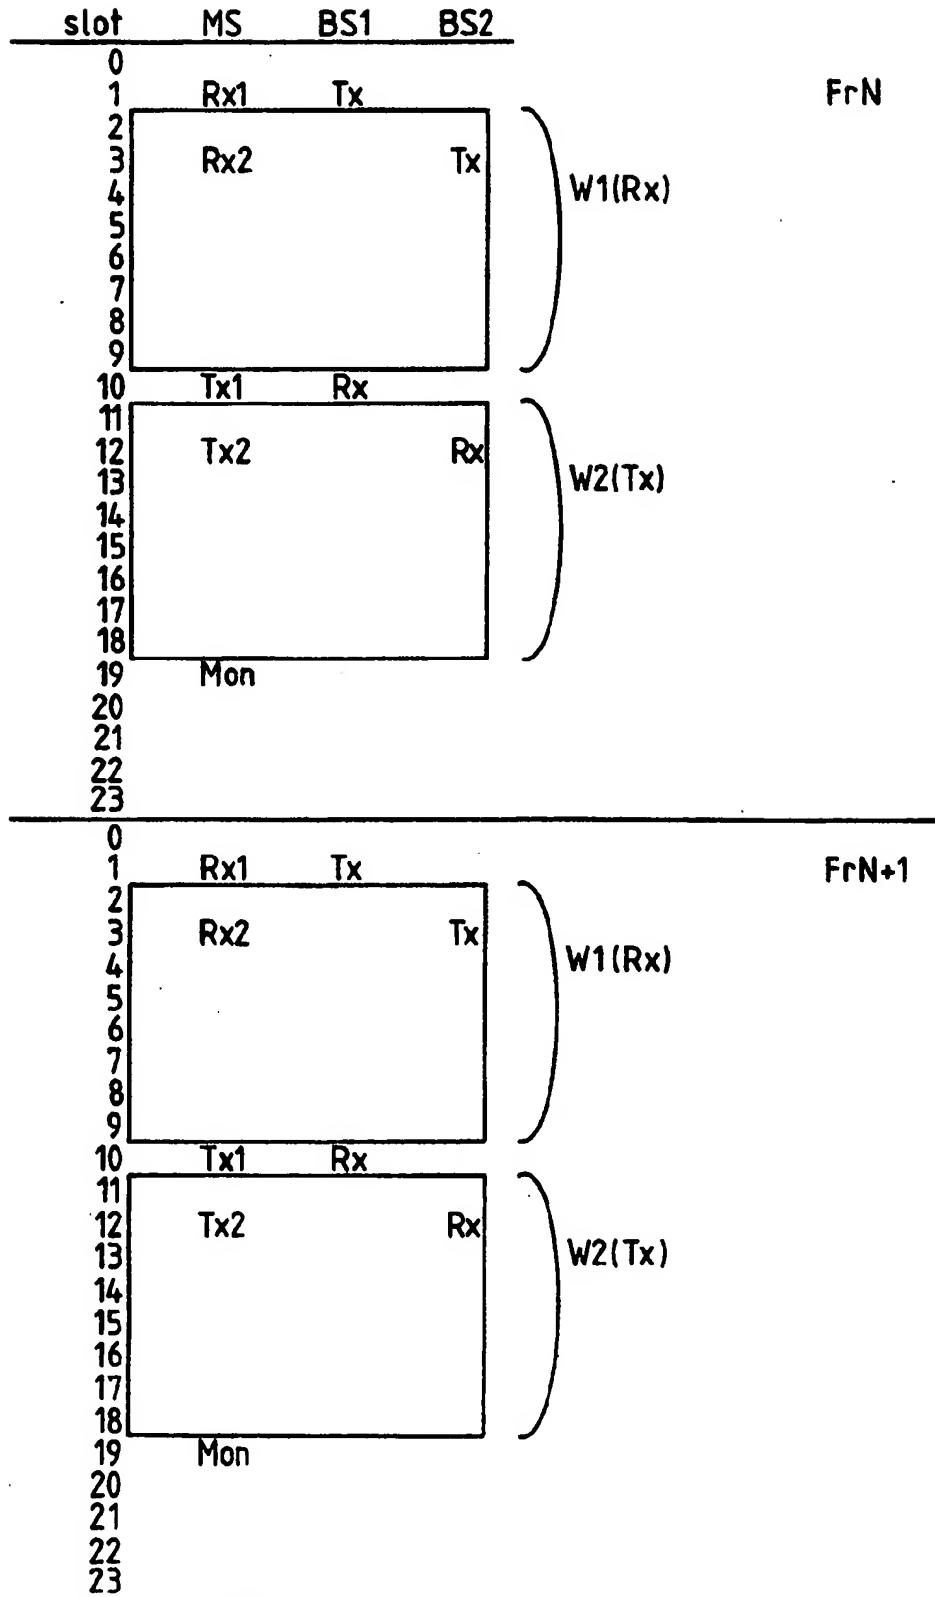 slot MS BS1 BS2
0
1 Rx1 Tx FrN
2
3 Rx2 Tx
4 W1(Rx)
5
6
7
8
9
10 Tx1 Rx
11
12 Tx2 Rx
13 W2(Tx)
14
15
16
17
18
19 Mon
20
21
22
23
0
1 Rx1 Tx FrN+1
2
3 Rx2 Tx
4 W1(Rx)
5
6
7
8
9
10 Tx1 Rx
11
12 Tx2 Rx
13 W2(Tx)
14
15
16
17
18
19 Mon
20
21
22
23